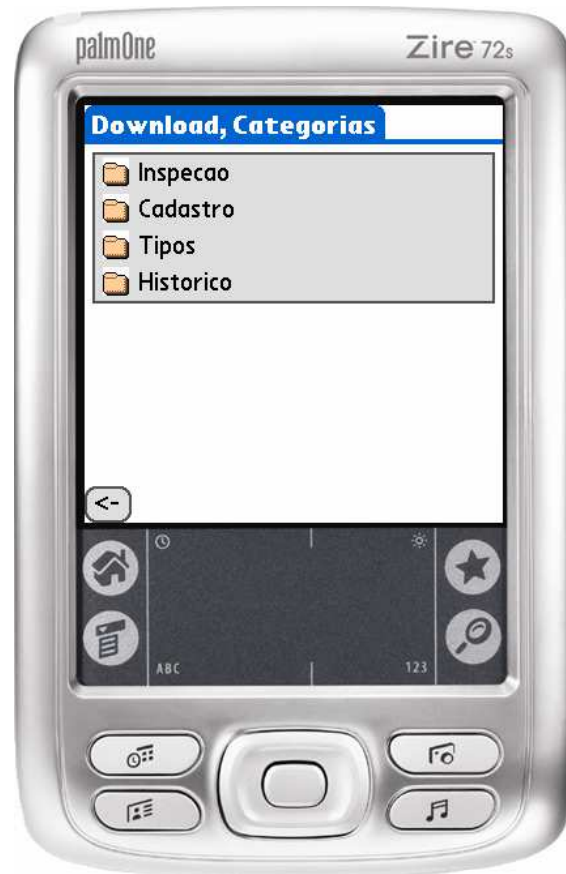 palmOne
Zire 72s
Download, Categorias
Inspecao
Cadastro
Tipos
Historico
<-
ABC
123